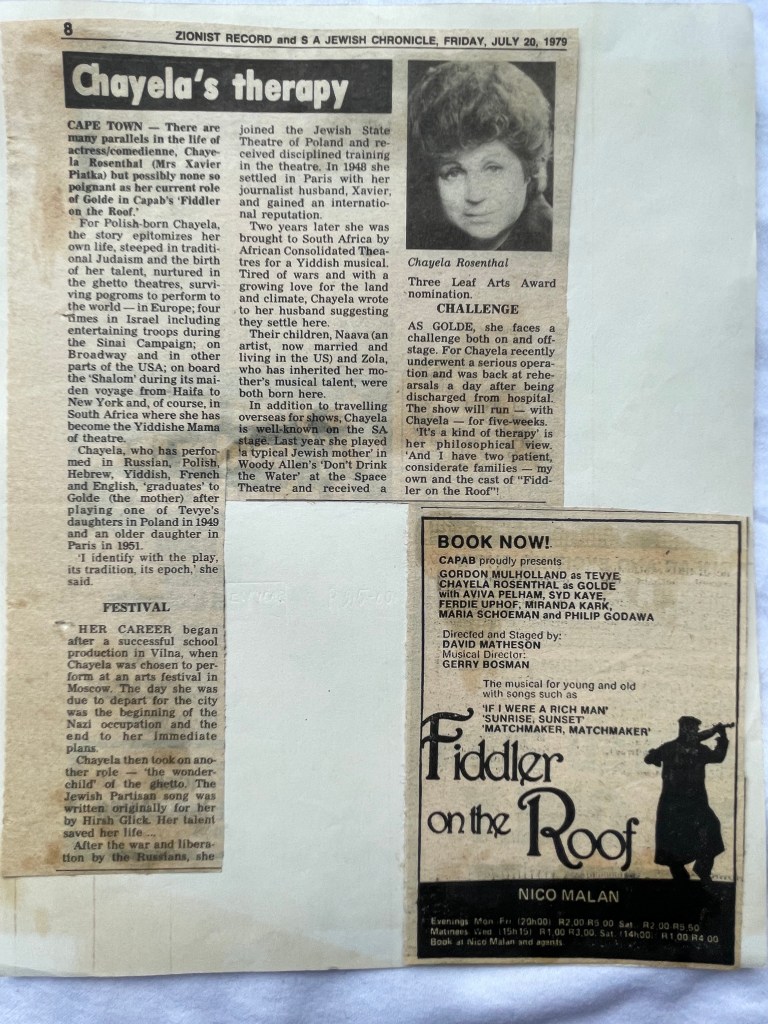 8
ZIONIST RECORD and S A JEWISH CHRONICLE, FRIDAY, JULY 20, 1979
Chayela's therapy
CAPE TOWN — There are
many parallels in the life of
actress/comedienne, Chaye-
la Rosenthal (Mrs Xavier
Piatka) but possibly none so
poignant as her current role
of Golde in Capab's 'Fiddler
on the Roof.'
For Polish-born Chayela,
the story epitomizes her
own life, steeped in traditi-
onal Judaism and the birth
of her talent, nurtured in
the ghetto theatres, survi-
ving pogroms to perform to
the world — in Europe; four
times in Israel including
entertaining troops during
the Sinai Campaign; on
Broadway and in other
parts of the USA; on board
the 'Shalom' during its mai-
den voyage from Haifa to
New York and, of course, in
South Africa where she has
become the Yiddishe Mama
of theatre.
Chayela, who has perfor-
med in Russian, Polish,
Hebrew, Yiddish, French
and English, 'graduates' to
Golde (the mother) after
playing one of Tevye's
daughters in Poland in 1949
and an older daughter in
Paris in 1951.
'I identify with the play,
its tradition, its epoch,' she
said.
FESTIVAL
HER CAREER began
after a successful school
production in Vilna, when
Chayela was chosen to per-
form at an arts festival in
Moscow. The day she was
due to depart for the city
was the beginning of the
Nazi occupation and the
end to her immediate
plans.
Chayela then took on ano-
ther role — 'the wonder-
child' of the ghetto. The
Jewish Partisan song was
written originally for her
by Hirsh Glick. Her talent
saved her life ...
After the war and libera-
tion by the Russians, she
joined the Jewish State
Theatre of Poland and re-
ceived disciplined training
in the theatre. In 1948 she
settled in Paris with her
journalist husband, Xavier,
and gained an internatio-
nal reputation.
Two years later she was
brought to South Africa by
African Consolidated Thea-
tres for a Yiddish musical.
Tired of wars and with a
growing love for the land
and climate, Chayela wrote
to her husband suggesting
they settle here.
Their children, Naava (an
artist, now married and
living in the US) and Zola,
who has inherited her mo-
ther's musical talent, were
both born here.
In addition to travelling
overseas for shows, Chayela
is well-known on the SA
stage. Last year she played
'a typical Jewish mother' in
Woody Allen's 'Don't Drink
the Water' at the Space
Theatre and received a
Chayela Rosenthal
Three Leaf Arts Award
nomination.
CHALLENGE
AS GOLDE, she faces a
challenge both on and off-
stage. For Chayela recently
underwent a serious opera-
tion and was back at rehe-
arsals a day after being
discharged from hospital.
The show will run — with
Chayela — for five-weeks.
'It's a kind of therapy' is
her philosophical view.
'And I have two patient,
considerate families — my
own and the cast of "Fidd-
ler on the Roof"!
BOOK NOW!
CAPAB proudly presents
GORDON MULHOLLAND as TEVYE
CHAYELA ROSENTHAL as GOLDE
with AVIVA PELHAM, SYD KAYE,
FERDIE UPHOF, MIRANDA KARK,
MARIA SCHOEMAN and PHILIP GODAWA
Directed and Staged by:
DAVID MATHESON
Musical Director:
GERRY BOSMAN
The musical for young and old
with songs such as
'IF I WERE A RICH MAN'
'SUNRISE, SUNSET'
'MATCHMAKER, MATCHMAKER'
Fiddler
on the Roof
NICO MALAN
Evenings Mon Fri (20h00) R2.00 R5.00 Sat. R2.00 R5.50
Matinees Wed (15h15) R1,00 R3.00. Sat. (14h00): R1.00 R4.00
Book at Nico Malan and agents